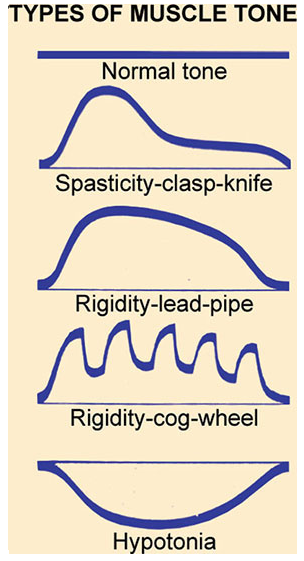 TYPES OF MUSCLE TONE
Normal tone
Spasticity-clasp-knife
Rigidity-lead-pipe
Rigidity-cog-wheel
Hypotonia